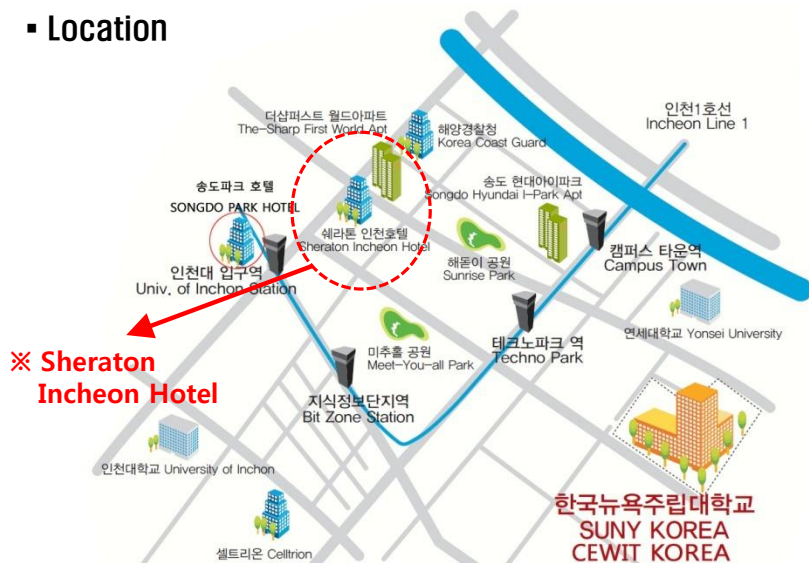 ▪ Location
인천1호선
Incheon Line 1
더샵퍼스트 월드아파트
The-Sharp First World Apt
해양경찰청
Korea Coast Guard
송도파크 호텔
SONGDO PARK HOTEL
송도 현대아이파크
Songdo Hyundai I-Park Apt
쉐라톤 인천호텔
Sheraton Incheon Hotel
해돋이 공원
Sunrise Park
캠퍼스 타운역
Campus Town
인천대 입구역
Univ. of Inchon Station
연세대학교 Yonsei University
테크노파크 역
Techno Park
미추홀 공원
Meet-You-all Park
※ Sheraton
Incheon Hotel
지식정보단지역
Bit Zone Station
인천대학교 University of Inchon
한국뉴욕주립대학교
SUNY KOREA
CEWIT KOREA
셀트리온 Celltrion